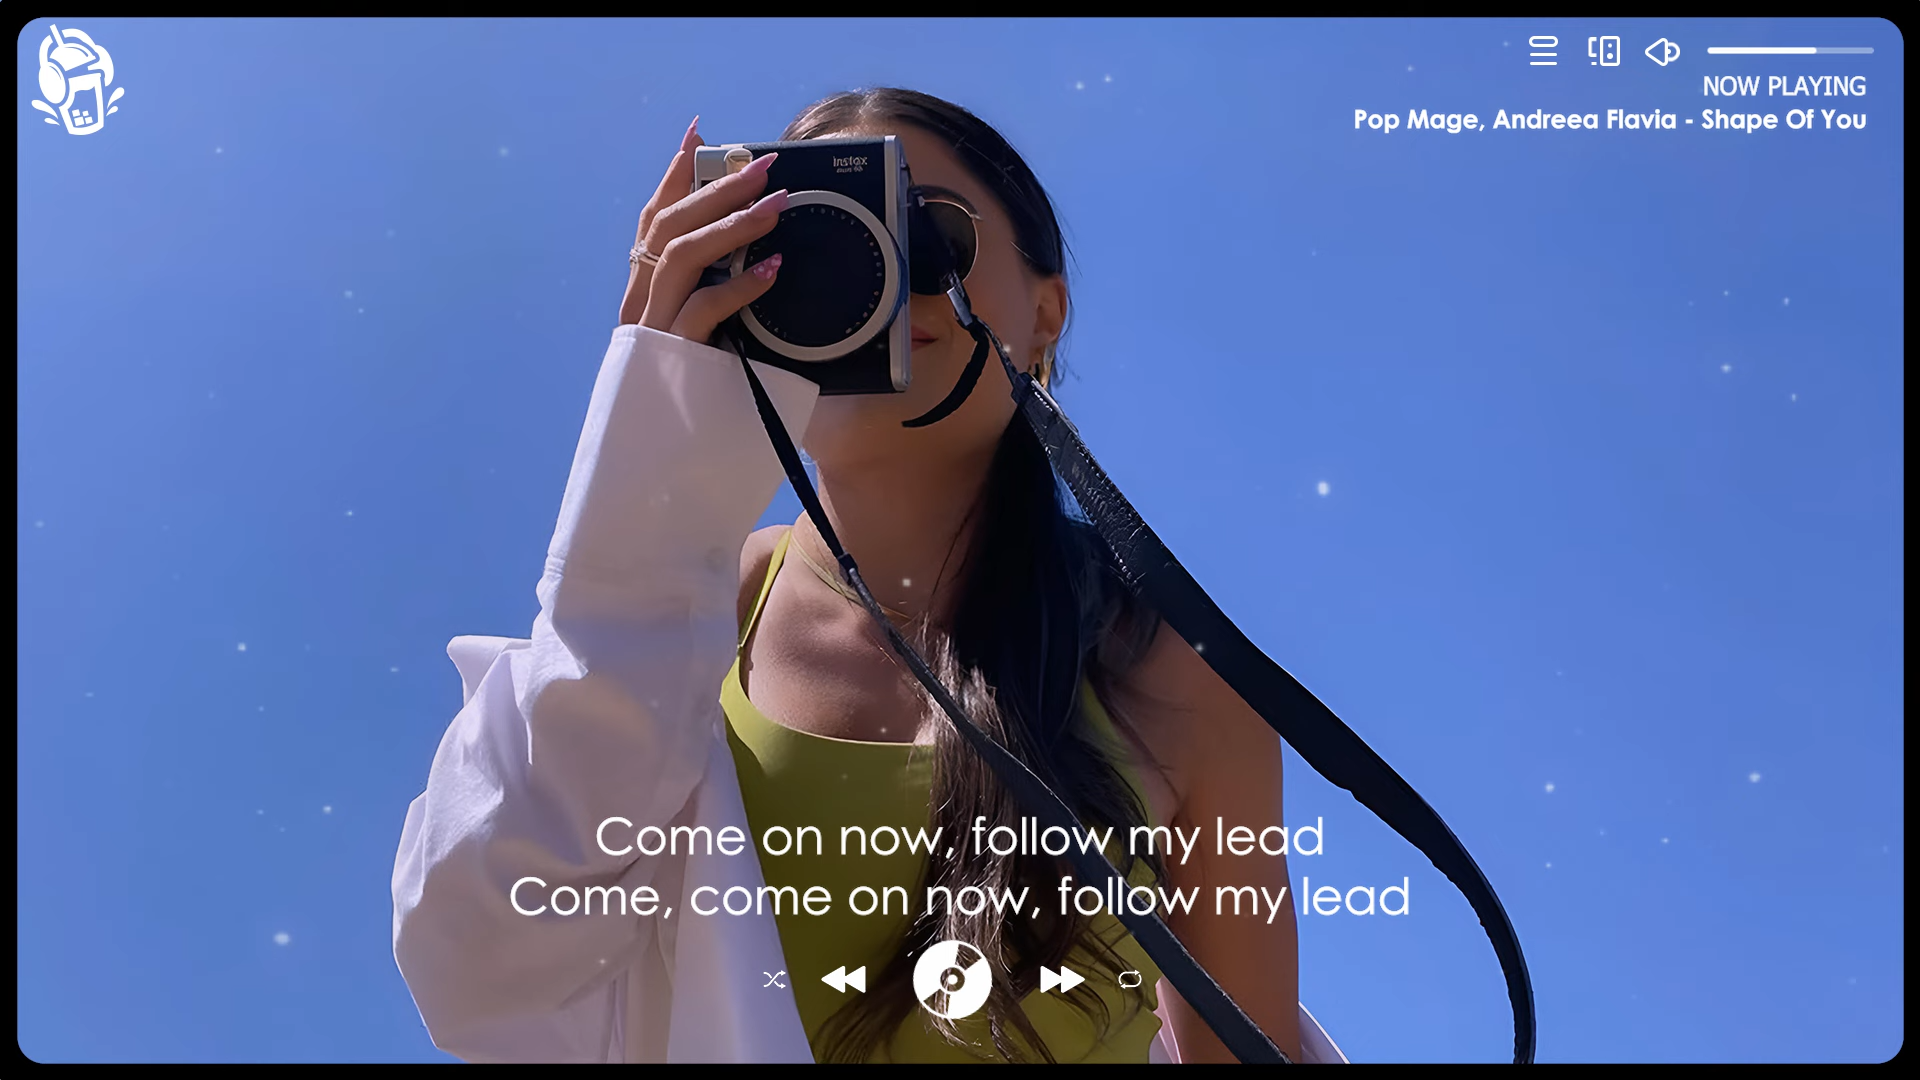 NOW PLAYING
Pop Mage, Andreea Flavia - Shape Of You
instax
Come on now, follow my lead
Come, come on now, follow my lead